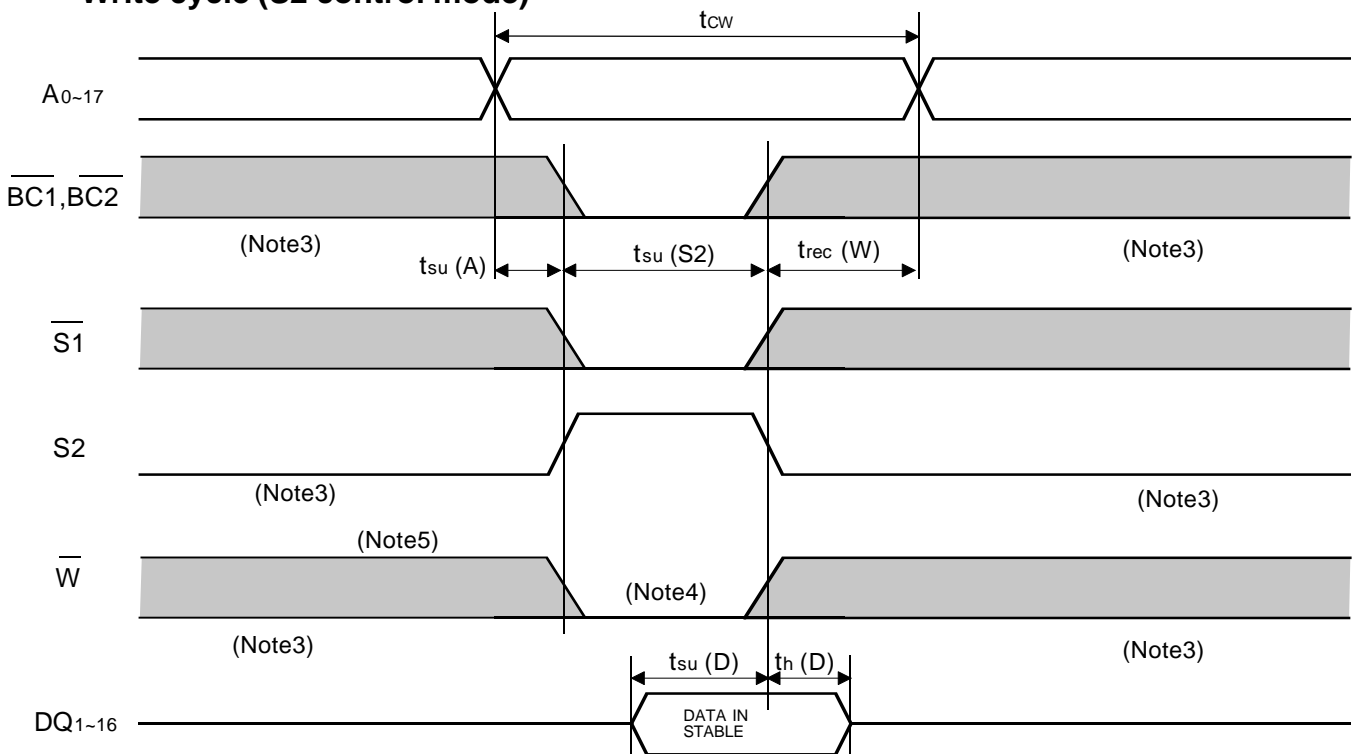 Write cycle (S2 control mode)
tCW
A0~17
BC1,BC2
(Note3)
(Note3)
tsu (A)
tsu (S2)
trec (W)
S1
S2
(Note3)
(Note3)
(Note5)
W
(Note4)
(Note3)
(Note3)
tsu (D)
th (D)
DQ1~16
DATA IN
STABLE